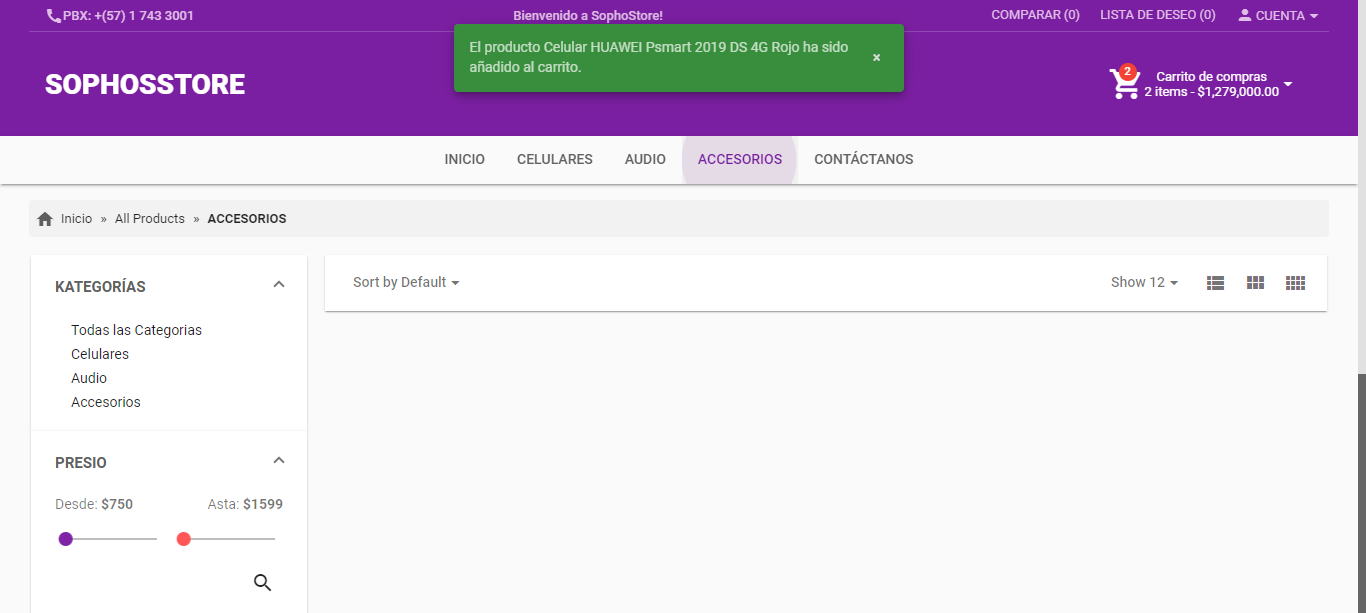 PBX: +(57) 1 743 3001
Bienvenido a SophoStore!
COMPARAR (0)
LISTA DE DESEO (0)
CUENTA
El producto Celular HUAWEI Psmart 2019 DS 4G Rojo ha sido
añadido al carrito.
×
SOPHOSSTORE
2
Carrito de compras
2 items - $1,279,000.00
INICIO
CELULARES
AUDIO
ACCESORIOS
CONTÁCTANOS
Inicio » All Products » ACCESORIOS
KATEGORÍAS
Todas las Categorias
Celulares
Audio
Accesorios
Sort by Default
Show 12
PRESIO
Desde: $750
Asta: $1599